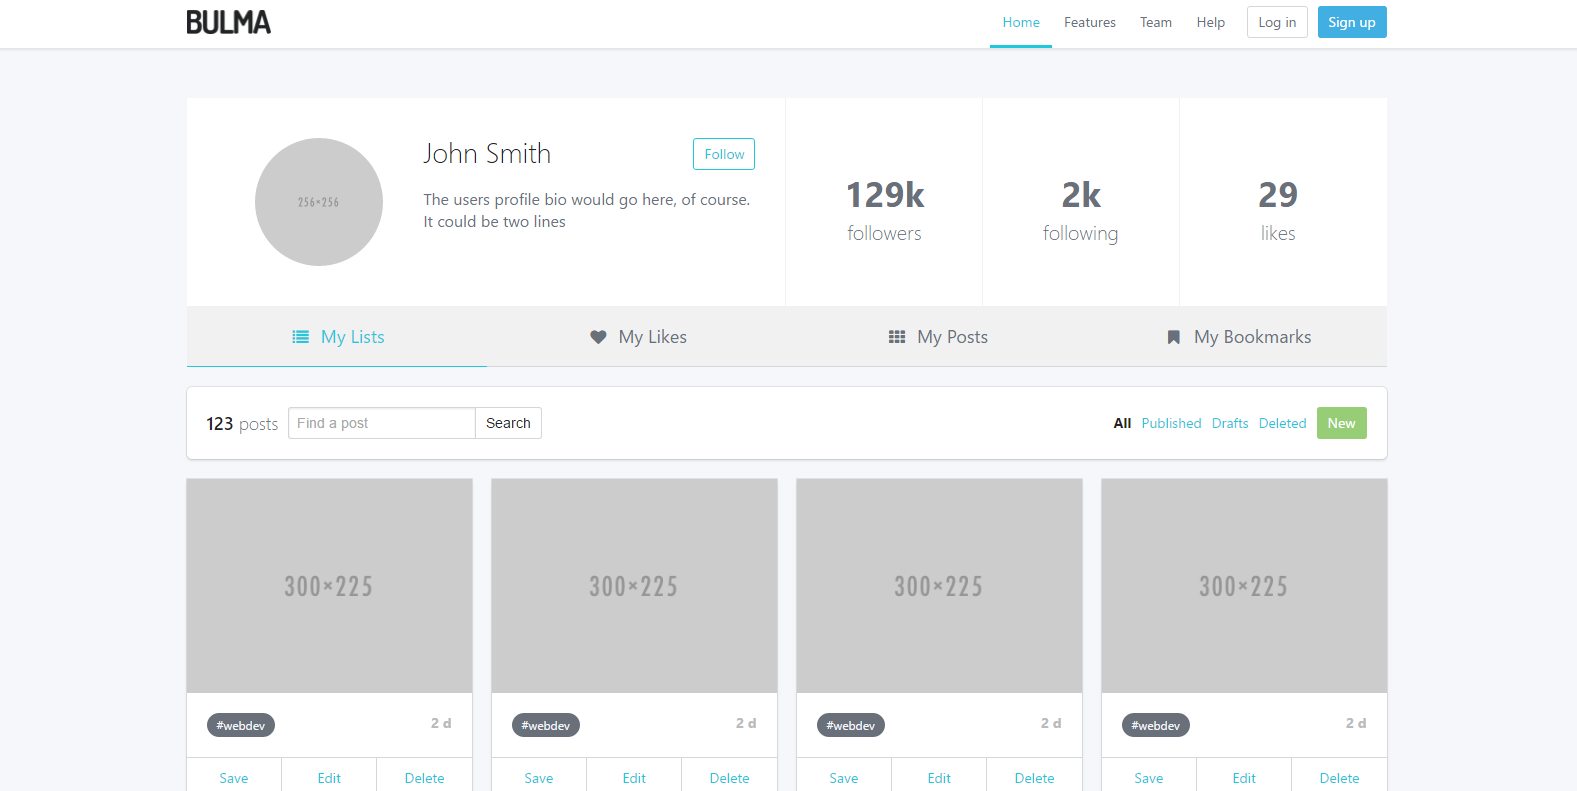 BULMA
Home Features Team Help Log in Sign up
256×256
John Smith
Follow
The users profile bio would go here, of course.
It could be two lines
129k
followers
2k
following
29
likes
My Lists My Likes My Posts My Bookmarks
123 posts Find a post Search All Published Drafts Deleted New
300×225 300×225 300×225 300×225
#webdev 2 d #webdev 2 d #webdev 2 d #webdev 2 d
Save Edit Delete Save Edit Delete Save Edit Delete Save Edit Delete